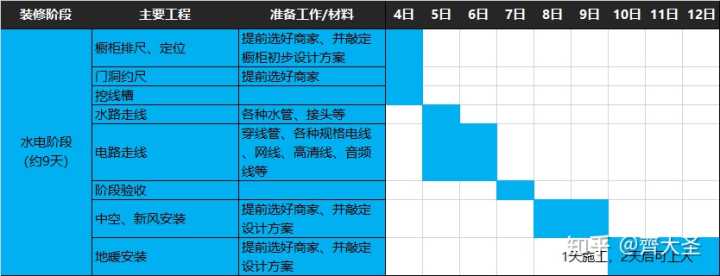 装修阶段 主要工程 准备工作/材料 4日 5日 6日 7日 8日 9日 10日 11日 12日
水电阶段
(约9天)
橱柜排尺、定位 提前选好商家、并敲定
橱柜初步设计方案
门洞约尺 提前选好商家
挖线槽
水路走线 各种水管、接头等
电路走线 穿线管、各种规格电线
、网线、高清线、音频
线等
阶段验收
中空、新风安装 提前选好商家、并敲定
设计方案
地暖安装 提前选好商家、并敲定
设计方案
1天施工，2天后可上人
知乎 @齊大圣